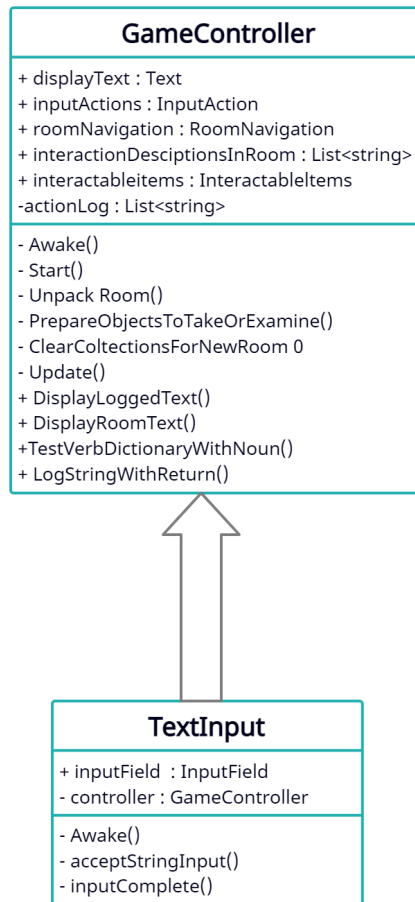 GameController
+ displayText : Text
+ inputActions : InputAction
+ roomNavigation : RoomNavigation
+ interactionDesciptionsInRoom : List<string>
+ interactableitems : InteractableItems
-actionLog : List<string>
- Awake()
- Start()
- Unpack Room()
- PrepareObjectsToTakeOrExamine()
- ClearColtectionsForNewRoom 0
- Update()
+ DisplayLoggedText()
+ DisplayRoomText()
+TestVerbDictionaryWithNoun()
+ LogStringWithReturn()
TextInput
+ inputField : InputField
- controller : GameController
- Awake()
- acceptStringInput()
- inputComplete()